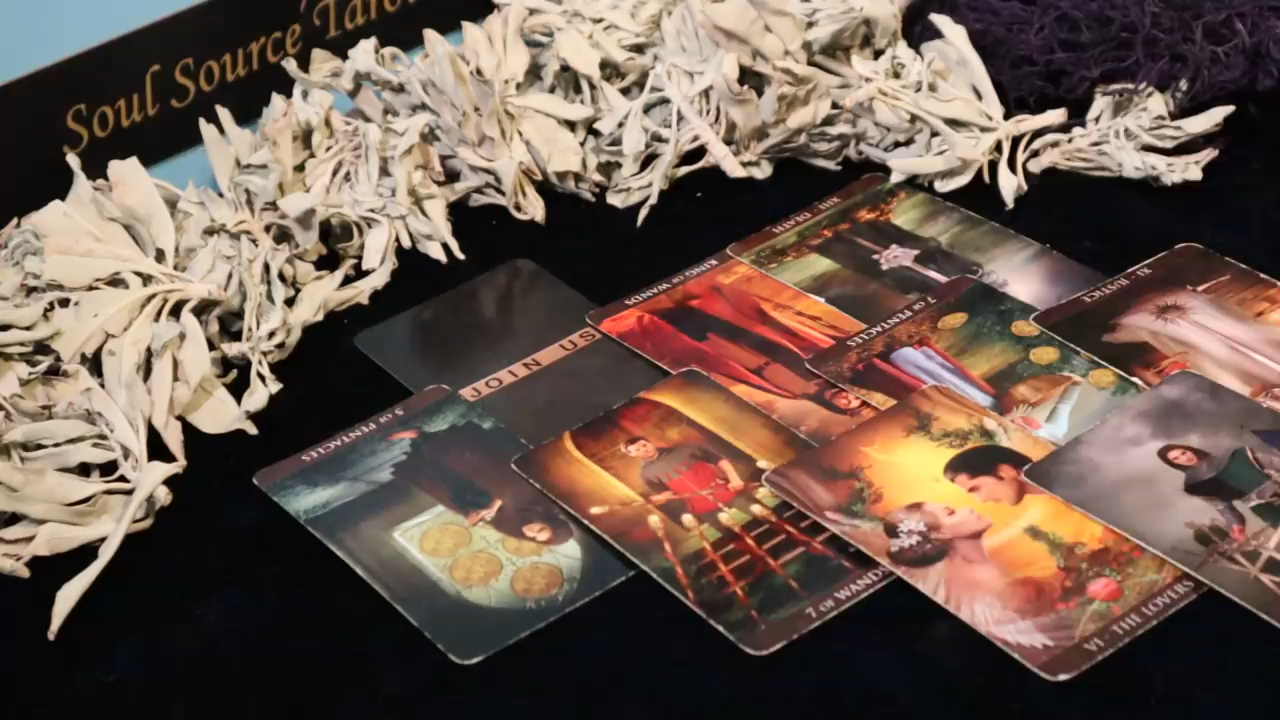 Soul Source Tarot
XIII · DEATH
KING OF WANDS
7 OF PENTACLES
XI · JUSTICE
JOIN US
5 OF PENTACLES
7 OF WANDS
VI · THE LOVERS